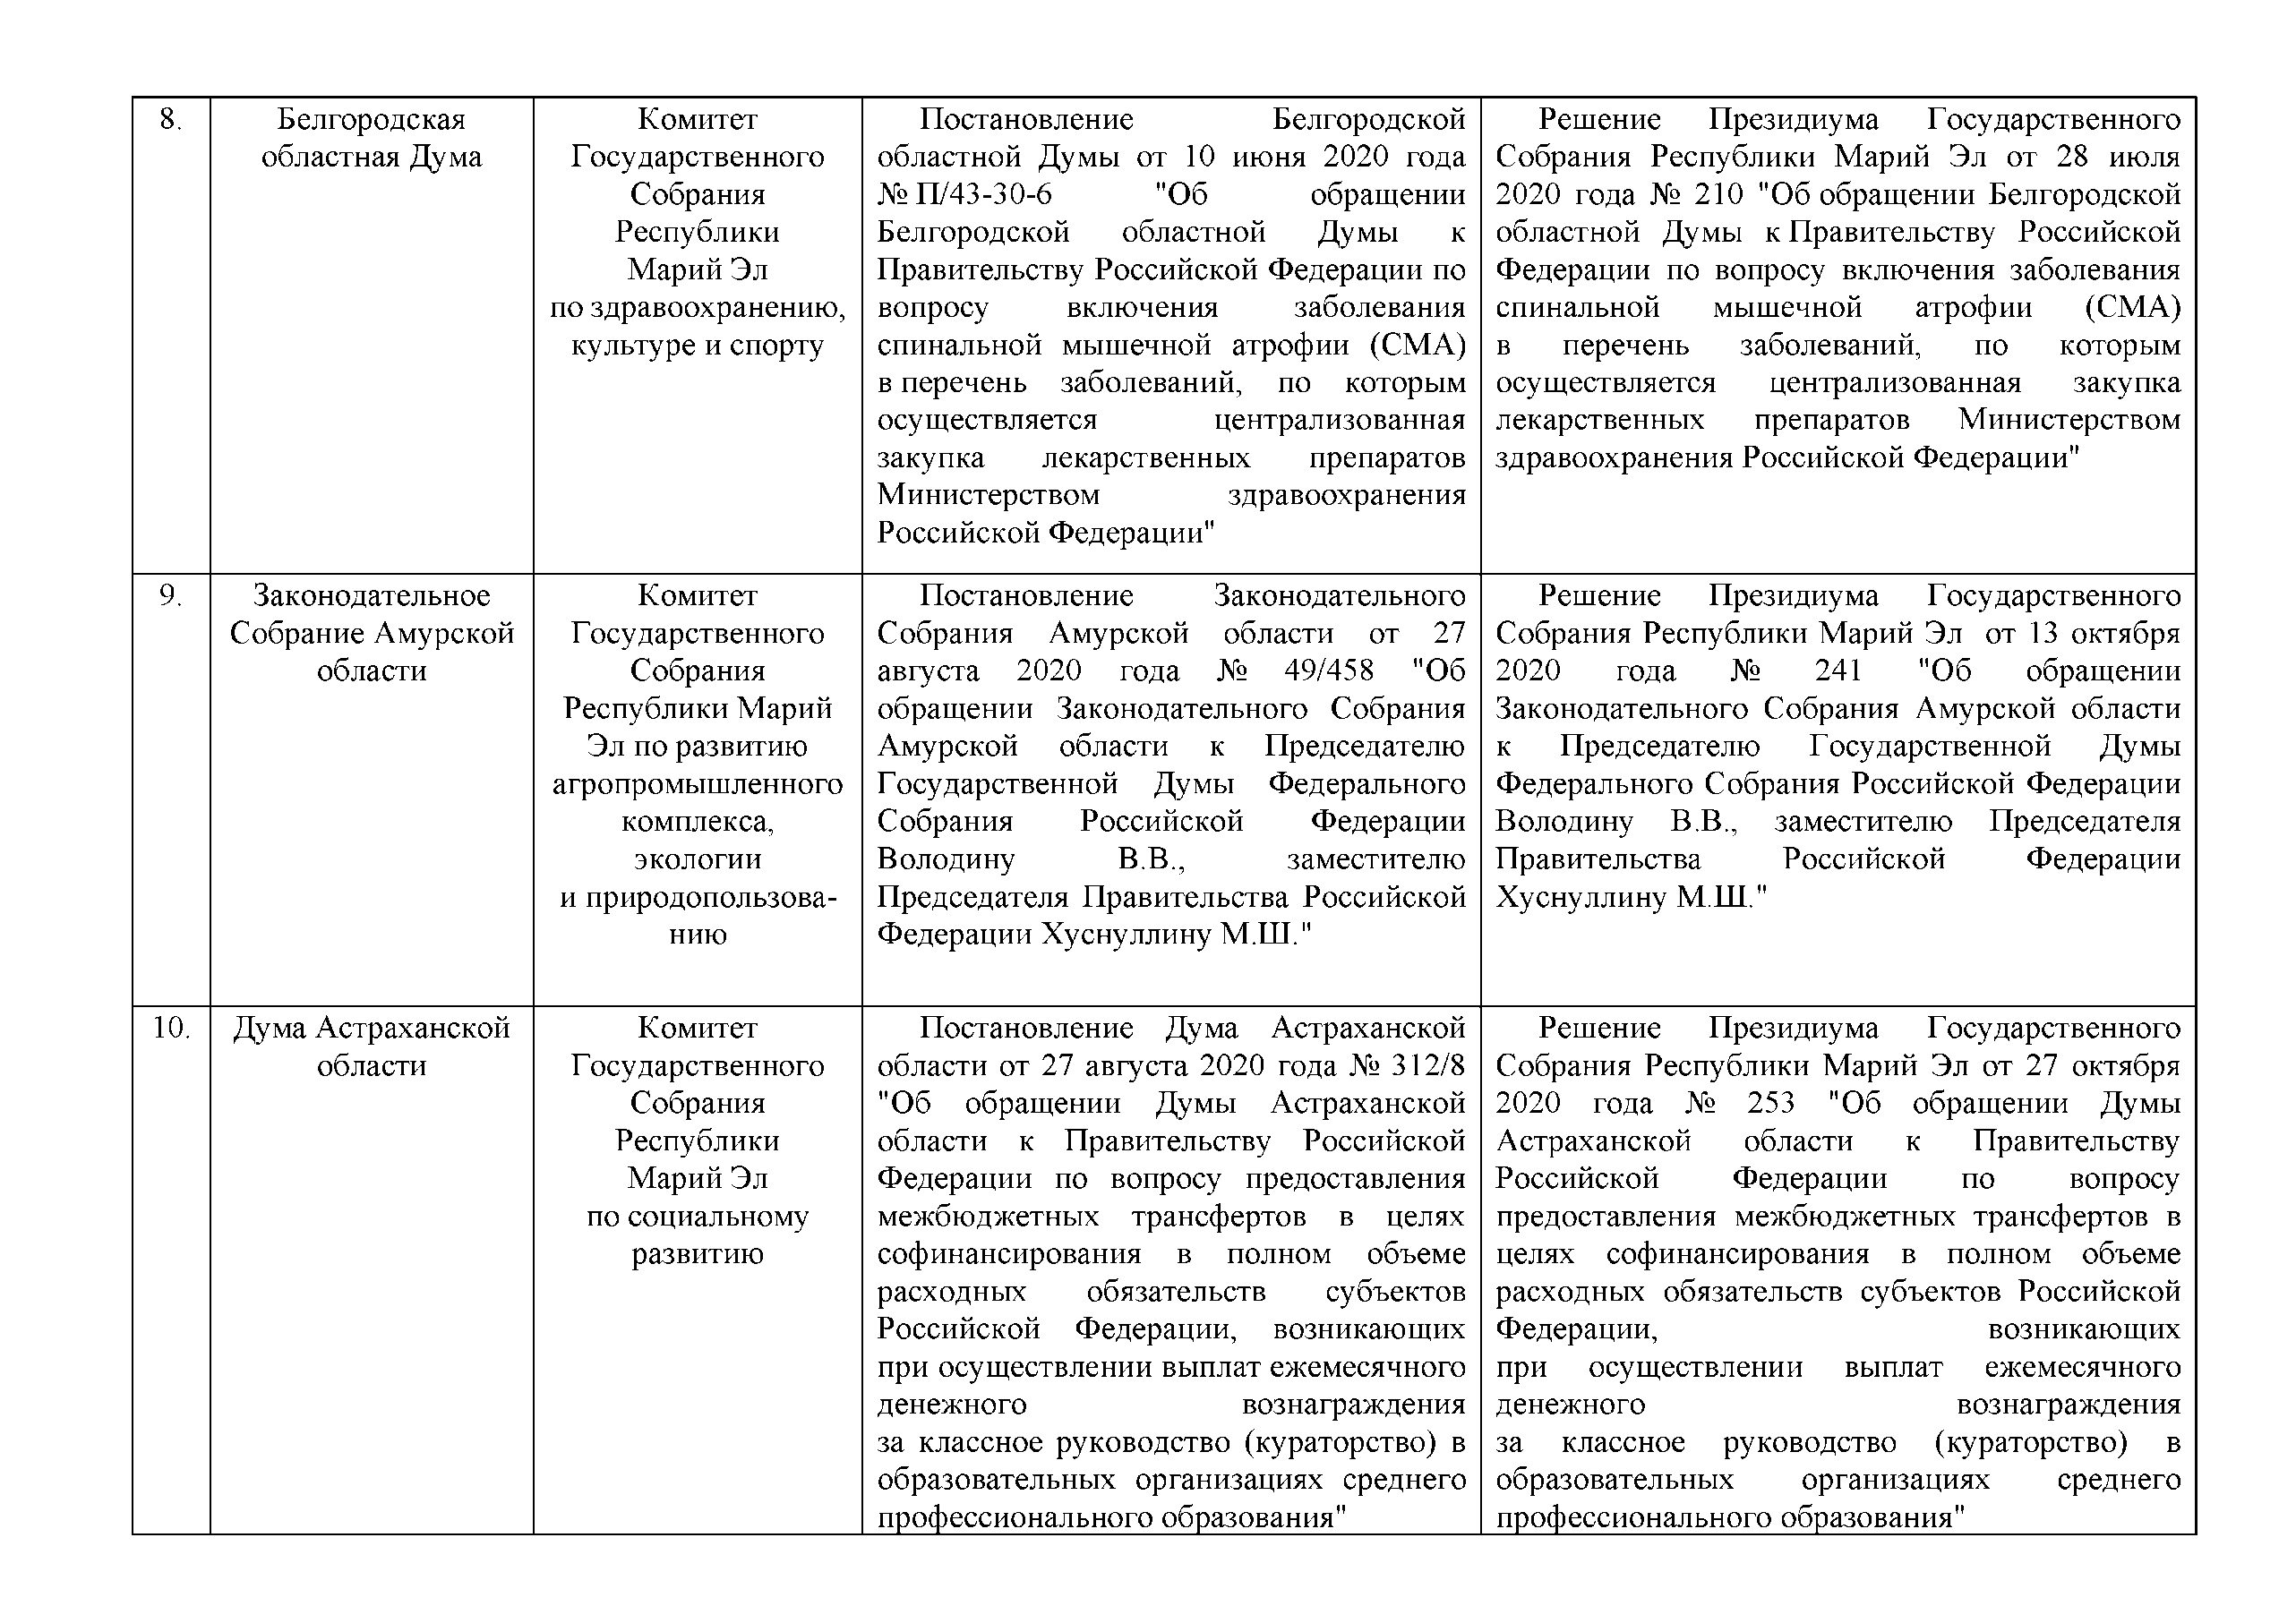 8.
Белгородская
областная Дума
Комитет
Государственного
Собрания
Республики
Марий Эл
по здравоохранению,
культуре и спорту
Постановление Белгородской
областной Думы от 10 июня 2020 года
№ П/43-30-6 "Об обращении
Белгородской областной Думы к
Правительству Российской Федерации по
вопросу включения заболевания
спинальной мышечной атрофии (СМА)
в перечень заболеваний, по которым
осуществляется централизованная
закупка лекарственных препаратов
Министерством здравоохранения
Российской Федерации"
Решение Президиума Государственного
Собрания Республики Марий Эл от 28 июля
2020 года № 210 "Об обращении Белгородской
областной Думы к Правительству Российской
Федерации по вопросу включения заболевания
спинальной мышечной атрофии (СМА)
в перечень заболеваний, по которым
осуществляется централизованная закупка
лекарственных препаратов Министерством
здравоохранения Российской Федерации"
9.
Законодательное
Собрание Амурской
области
Комитет
Государственного
Собрания
Республики Марий
Эл по развитию
агропромышленного
комплекса,
экологии
и природопользова-
нию
Постановление Законодательного
Собрания Амурской области от 27
августа 2020 года № 49/458 "Об
обращении Законодательного Собрания
Амурской области к Председателю
Государственной Думы Федерального
Собрания Российской Федерации
Володину В.В., заместителю
Председателя Правительства Российской
Федерации Хуснуллину М.Ш."
Решение Президиума Государственного
Собрания Республики Марий Эл от 13 октября
2020 года № 241 "Об обращении
Законодательного Собрания Амурской области
к Председателю Государственной Думы
Федерального Собрания Российской Федерации
Володину В.В., заместителю Председателя
Правительства Российской Федерации
Хуснуллину М.Ш."
10.
Дума Астраханской
области
Комитет
Государственного
Собрания
Республики
Марий Эл
по социальному
развитию
Постановление Дума Астраханской
области от 27 августа 2020 года № 312/8
"Об обращении Думы Астраханской
области к Правительству Российской
Федерации по вопросу предоставления
межбюджетных трансфертов в целях
софинансирования в полном объеме
расходных обязательств субъектов
Российской Федерации, возникающих
при осуществлении выплат ежемесячного
денежного вознаграждения
за классное руководство (кураторство) в
образовательных организациях среднего
профессионального образования"
Решение Президиума Государственного
Собрания Республики Марий Эл от 27 октября
2020 года № 253 "Об обращении Думы
Астраханской области к Правительству
Российской Федерации по вопросу
предоставления межбюджетных трансфертов в
целях софинансирования в полном объеме
расходных обязательств субъектов Российской
Федерации, возникающих
при осуществлении выплат ежемесячного
денежного вознаграждения
за классное руководство (кураторство) в
образовательных организациях среднего
профессионального образования"